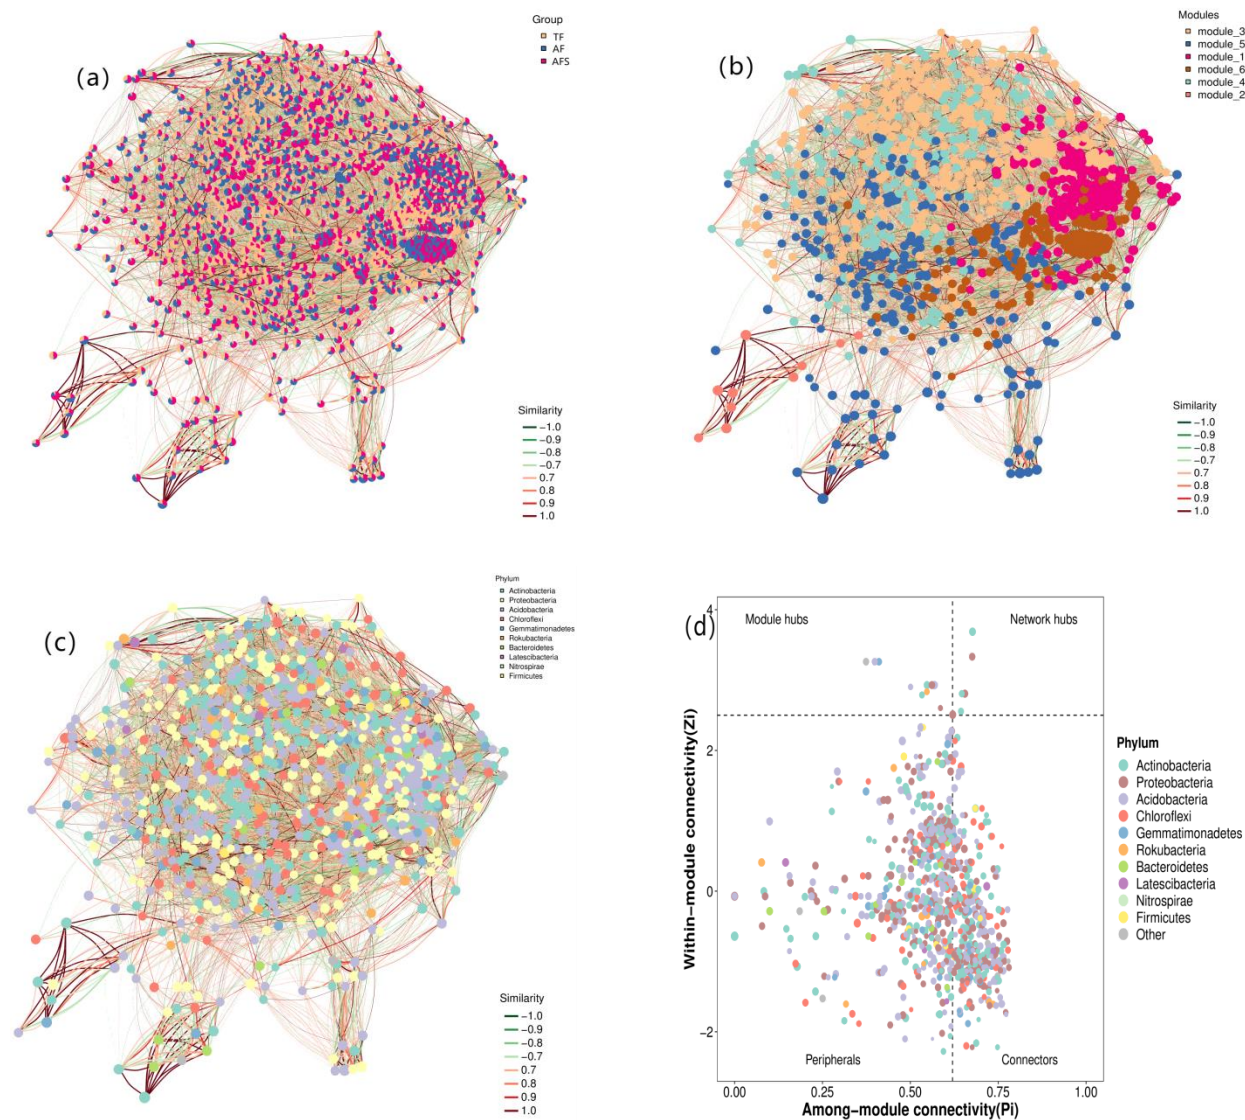 Group
TF
AF
AFS
(a)
Similarity
−1.0
−0.9
−0.8
−0.7
0.7
0.8
0.9
1.0
Modules
module_3
module_5
module_1
module_6
module_4
module_2
(b)
Similarity
−1.0
−0.9
−0.8
−0.7
0.7
0.8
0.9
1.0
Phylum
Actinobacteria
Proteobacteria
Acidobacteria
Chloroflexi
Gemmatimonadetes
Rokubacteria
Bacteroidetes
Latescibacteria
Nitrospirae
Firmicutes
(c)
Similarity
−1.0
−0.9
−0.8
−0.7
0.7
0.8
0.9
1.0
(d)
Module hubs
Network hubs
Peripherals
Connectors
4
2
0
−2
Within−module connectivity(Zi)
0.00
0.25
0.50
0.75
1.00
Among−module connectivity(Pi)
Phylum
Actinobacteria
Proteobacteria
Acidobacteria
Chloroflexi
Gemmatimonadetes
Rokubacteria
Bacteroidetes
Latescibacteria
Nitrospirae
Firmicutes
Other